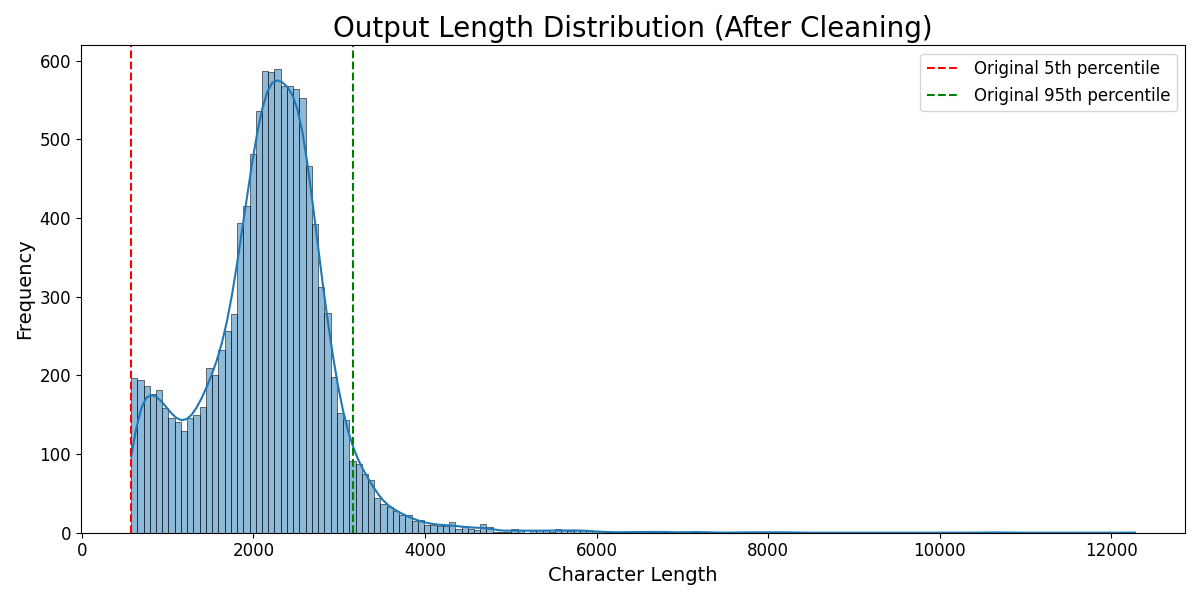 Output Length Distribution (After Cleaning)
Original 5th percentile
Original 95th percentile
Frequency
600
500
400
300
200
100
0
0 2000 4000 6000 8000 10000 12000
Character Length